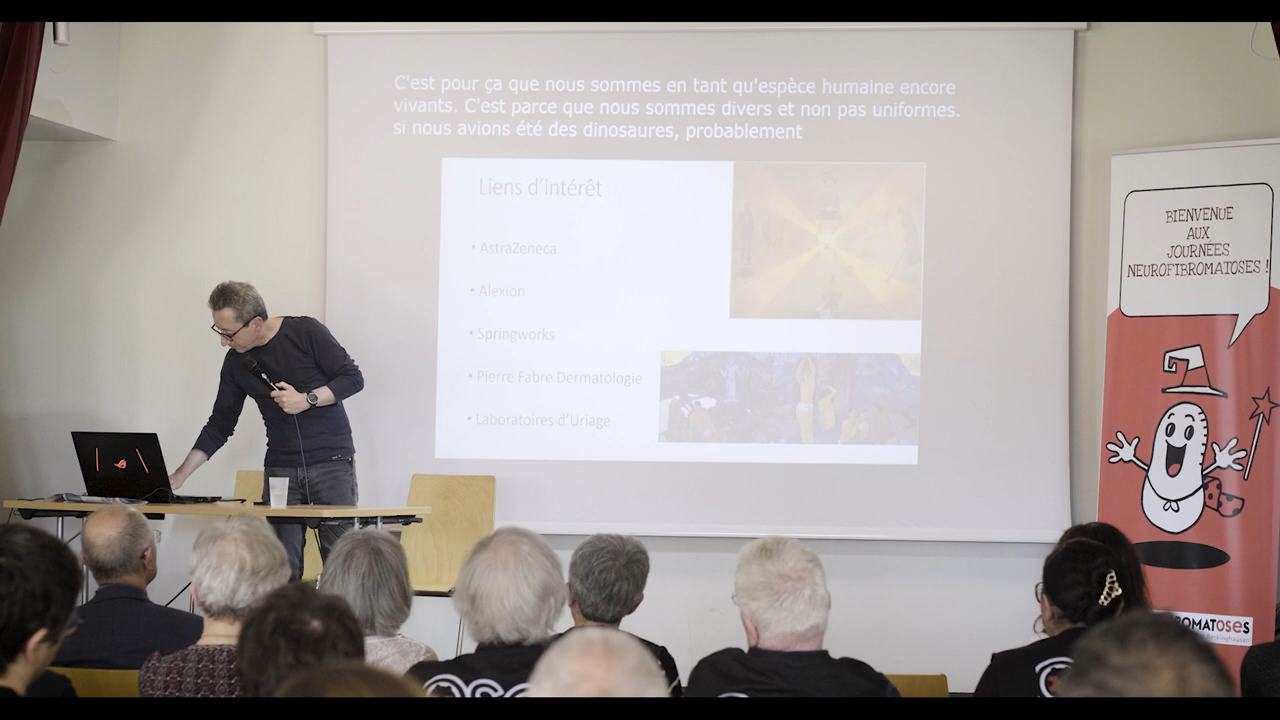 C'est pour ça que nous sommes en tant qu'espèce humaine encore
vivants. C'est parce que nous sommes divers et non pas uniformes.
si nous avions été des dinosaures, probablement
Liens d'intérêt
• AstraZeneca
• Alexion
• Springworks
• Pierre Fabre Dermatologie
• Laboratoires d'Uriage
BIENVENUE
AUX
JOURNÉES
NEUROFIBROMATOSES !
ROMATOSES
Recklinghausen